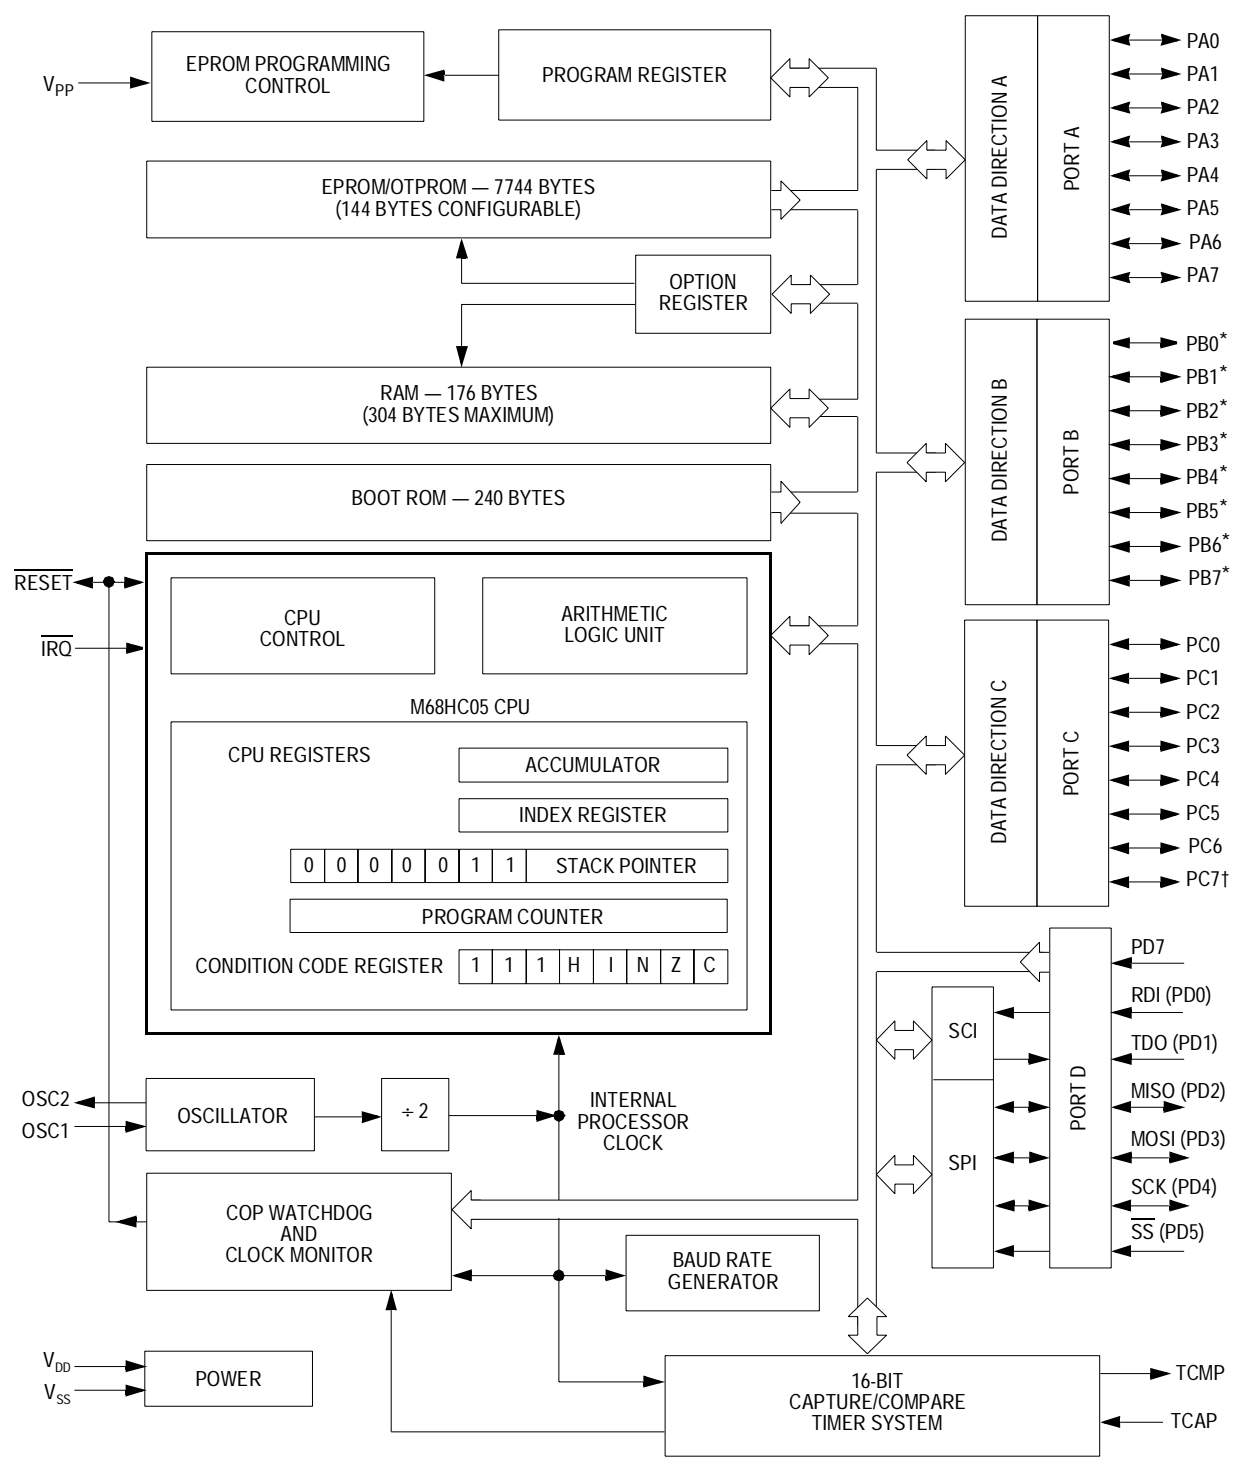 V_PP
EPROM PROGRAMMING
CONTROL
PROGRAM REGISTER
EPROM/OTPROM — 7744 BYTES
(144 BYTES CONFIGURABLE)
OPTION
REGISTER
RAM — 176 BYTES
(304 BYTES MAXIMUM)
BOOT ROM — 240 BYTES
RESET
IRQ
CPU
CONTROL
ARITHMETIC
LOGIC UNIT
M68HC05 CPU
CPU REGISTERS
ACCUMULATOR
INDEX REGISTER
0 0 0 0 0 1 1 STACK POINTER
PROGRAM COUNTER
CONDITION CODE REGISTER 1 1 1 H I N Z C
OSC2
OSC1
OSCILLATOR
÷ 2
INTERNAL
PROCESSOR
CLOCK
COP WATCHDOG
AND
CLOCK MONITOR
BAUD RATE
GENERATOR
V_DD
V_SS
POWER
16-BIT
CAPTURE/COMPARE
TIMER SYSTEM
TCMP
TCAP
DATA DIRECTION A
PORT A
PA0
PA1
PA2
PA3
PA4
PA5
PA6
PA7
DATA DIRECTION B
PORT B
PB0*
PB1*
PB2*
PB3*
PB4*
PB5*
PB6*
PB7*
DATA DIRECTION C
PORT C
PC0
PC1
PC2
PC3
PC4
PC5
PC6
PC7†
SCI
SPI
PORT D
PD7
RDI (PD0)
TDO (PD1)
MISO (PD2)
MOSI (PD3)
SCK (PD4)
SS (PD5)